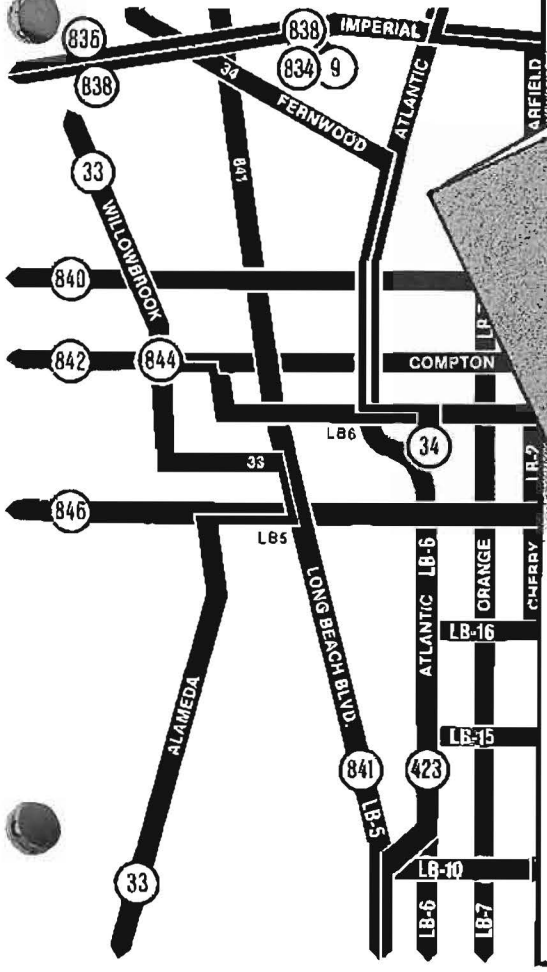 836
838
838
834
9
IMPERIAL
34
FERNWOOD
ATLANTIC
841
33
WILLOWBROOK
840
842
844
COMPTON
LB6
34
33
LB-2
846
LB5
LONG BEACH BLVD.
ATLANTIC LB-6
ORANGE
CHERRY
LB-16
ALAMEDA
LB-15
841
423
LB-5
LB-10
33
LB-6
LB-7